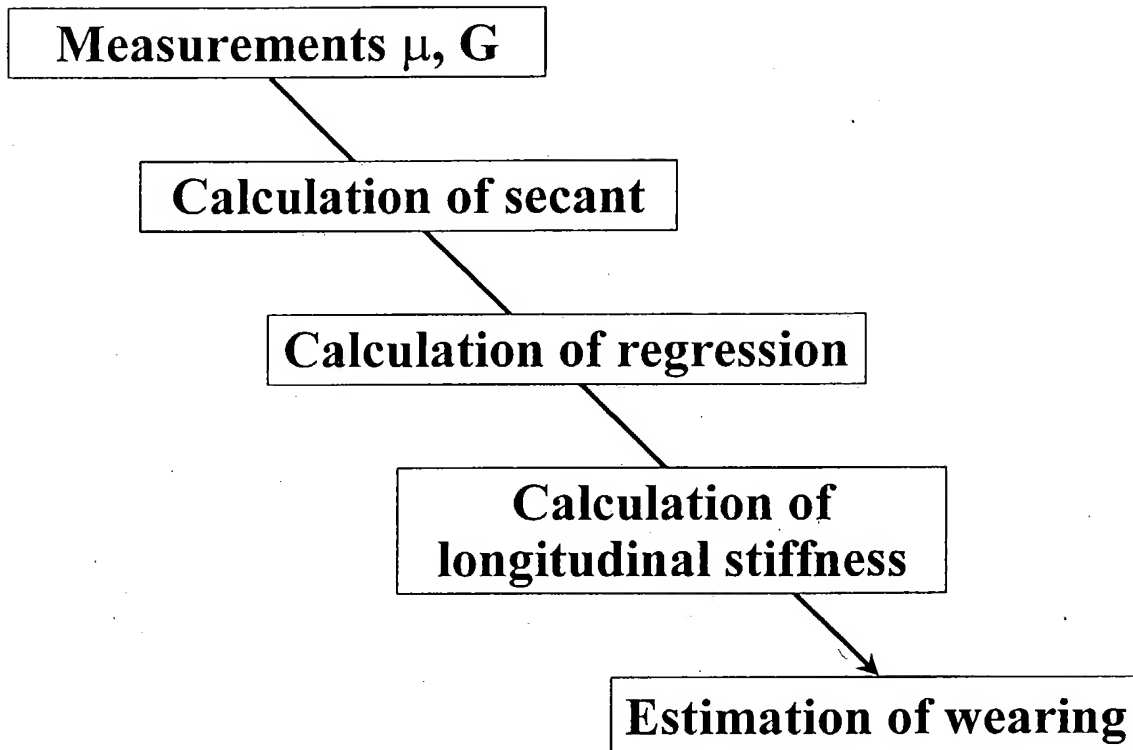 Measurements μ, G
Calculation of secant
Calculation of regression
Calculation of
longitudinal stiffness
Estimation of wearing